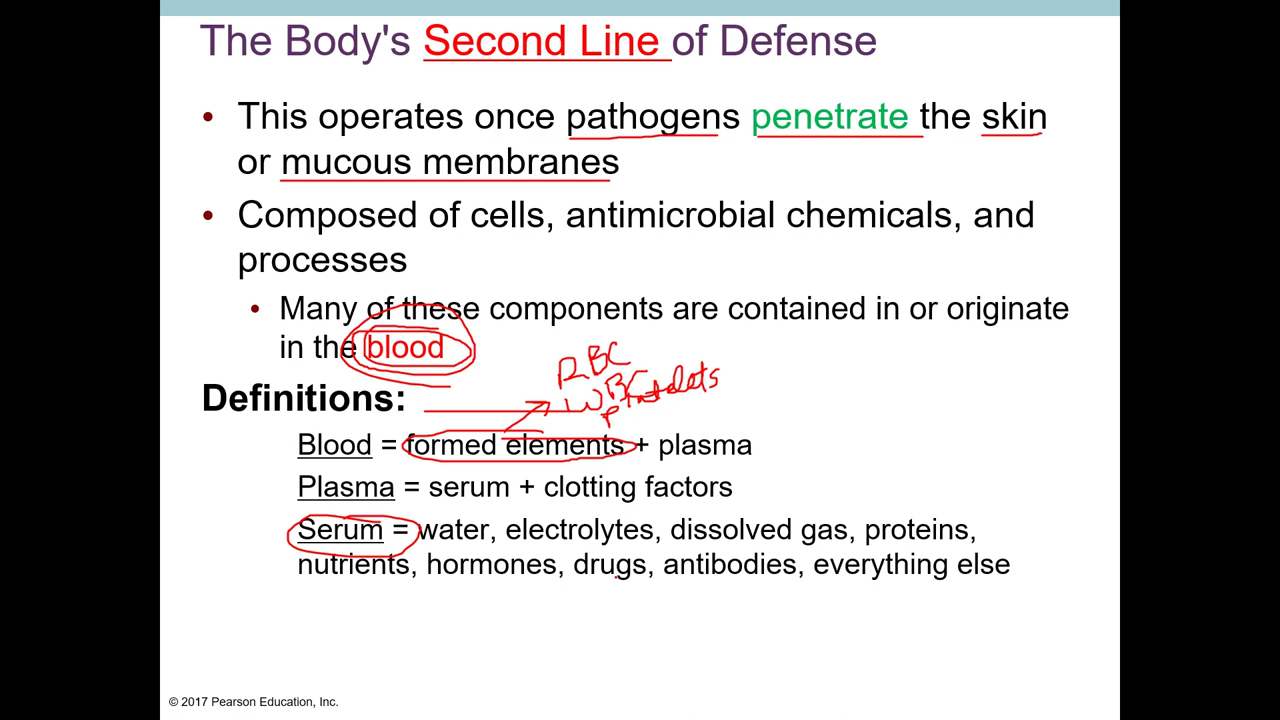 The Body's Second Line of Defense
• This operates once pathogens penetrate the skin
or mucous membranes
• Composed of cells, antimicrobial chemicals, and
processes
• Many of these components are contained in or originate
in the blood
RBC
WBC
Platelets
Definitions:
Blood = formed elements + plasma
Plasma = serum + clotting factors
Serum = water, electrolytes, dissolved gas, proteins,
nutrients, hormones, drugs, antibodies, everything else
© 2017 Pearson Education, Inc.